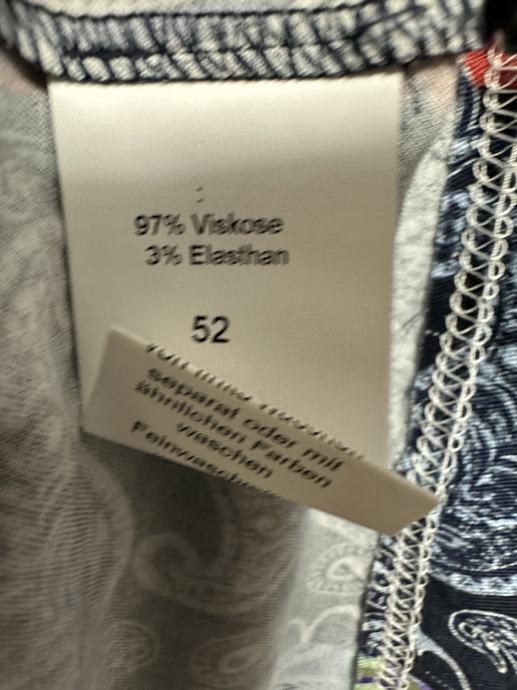 97% Viskose
3% Elasthan
52
separat oder mit
ähnlichen Farben
waschen